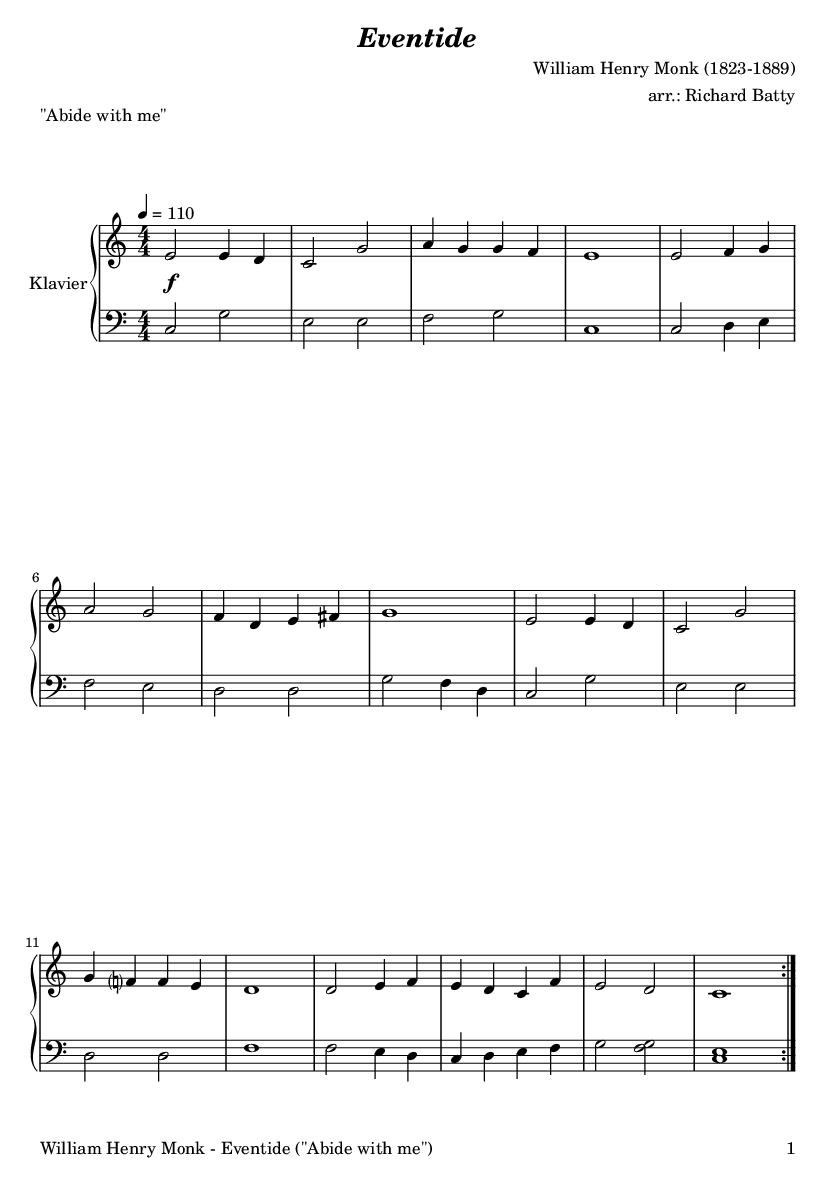 Eventide
William Henry Monk (1823-1889)
arr.: Richard Batty
"Abide with me"
= 110
Klavier
f
6
11
William Henry Monk - Eventide ("Abide with me") 1